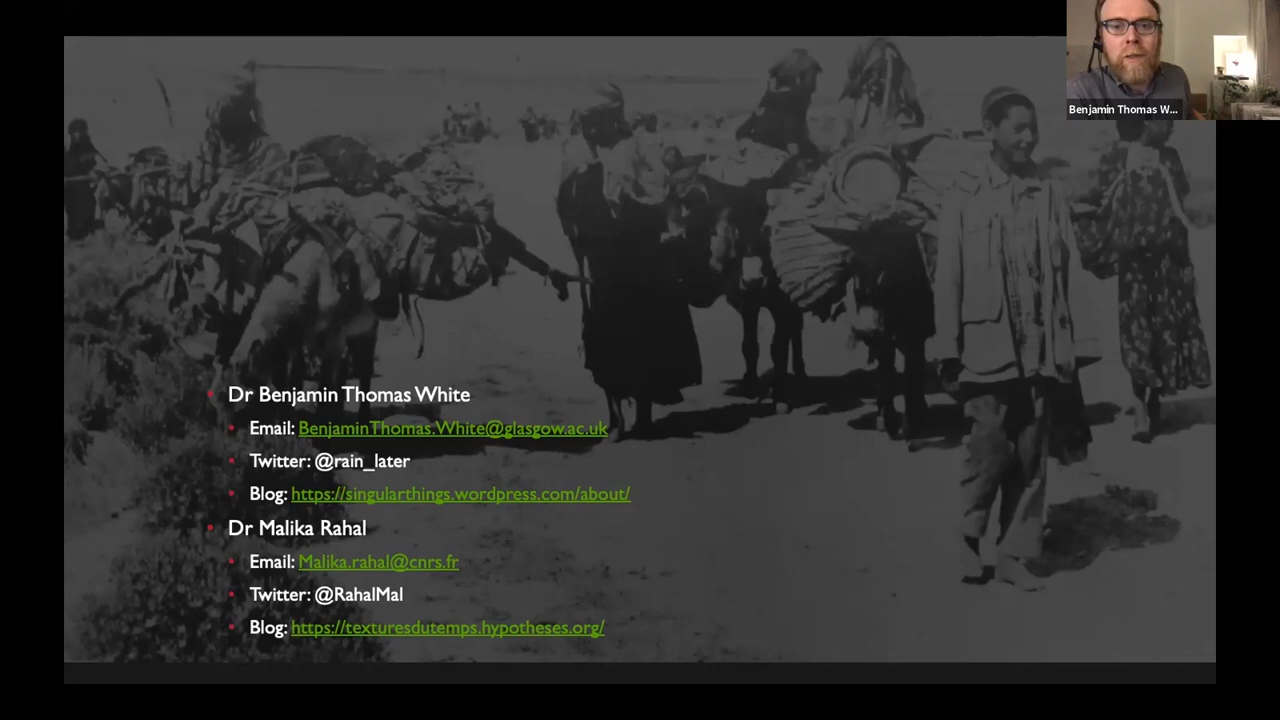 Benjamin Thomas W...
Dr Benjamin Thomas White
Email: BenjaminThomas.White@glasgow.ac.uk
Twitter: @rain_later
Blog: https://singularthings.wordpress.com/about/
Dr Malika Rahal
Email: Malika.rahal@cnrs.fr
Twitter: @RahalMal
Blog: https://texturesdutemps.hypotheses.org/